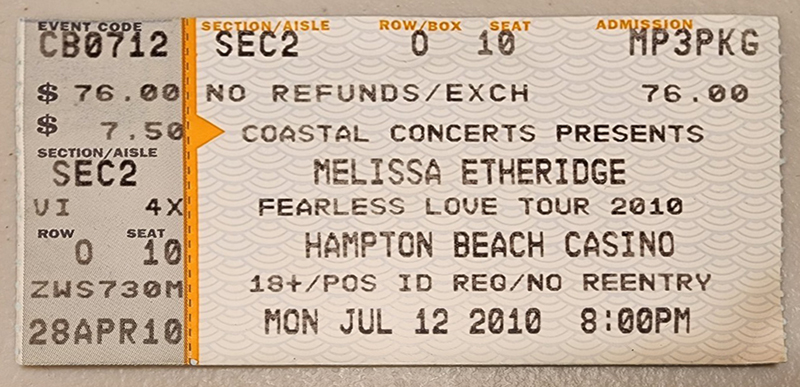 EVENT CODE
CB0712
$ 76.00
$ 7.50
SECTION/AISLE
SEC2
VI 4X
ROW SEAT
O 10
ZWS730M
28APR10
SECTION/AISLE ROW/BOX SEAT ADMISSION
SEC2 O 10 MP3PKG
NO REFUNDS/EXCH 76.00
COASTAL CONCERTS PRESENTS
MELISSA ETHERIDGE
FEARLESS LOVE TOUR 2010
HAMPTON BEACH CASINO
18+/POS ID REQ/NO REENTRY
MON JUL 12 2010 8:00PM